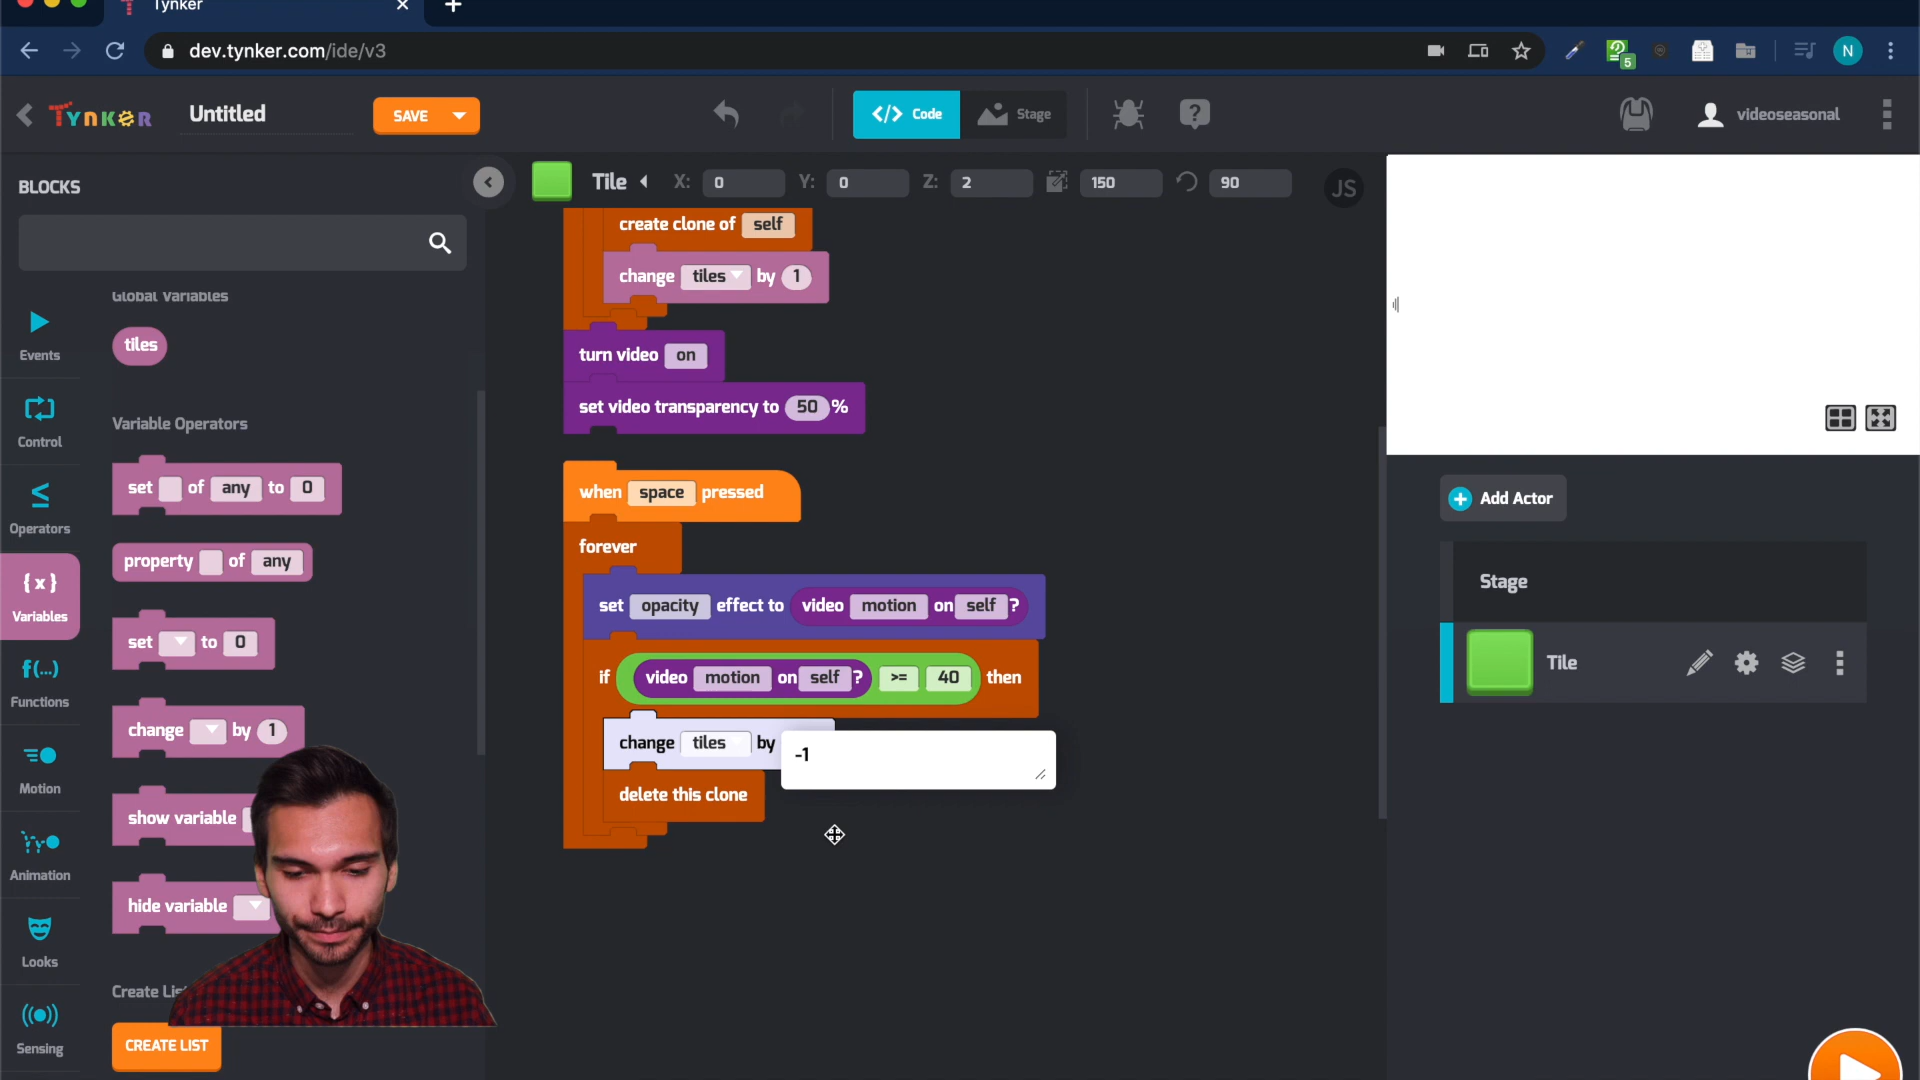 Tynker
dev.tynker.com/ide/v3
5
N
TYNKER
Untitled
SAVE
</> Code
Stage
?
videoseasonal
BLOCKS
Tile X: 0 Y: 0 Z: 2 150 90
JS
Global Variables
tiles
Variable Operators
set of any to 0
property of any
set to 0
change by 1
show variable
hide variable
CREATE LIST
Events
Control
Operators
{x}
Variables
f(...)
Functions
Motion
Animation
Looks
Sensing
create clone of self
change tiles by 1
turn video on
set video transparency to 50 %
when space pressed
forever
set opacity effect to video motion on self ?
if video motion on self ? >= 40 then
change tiles by -1
delete this clone
Add Actor
Stage
Tile